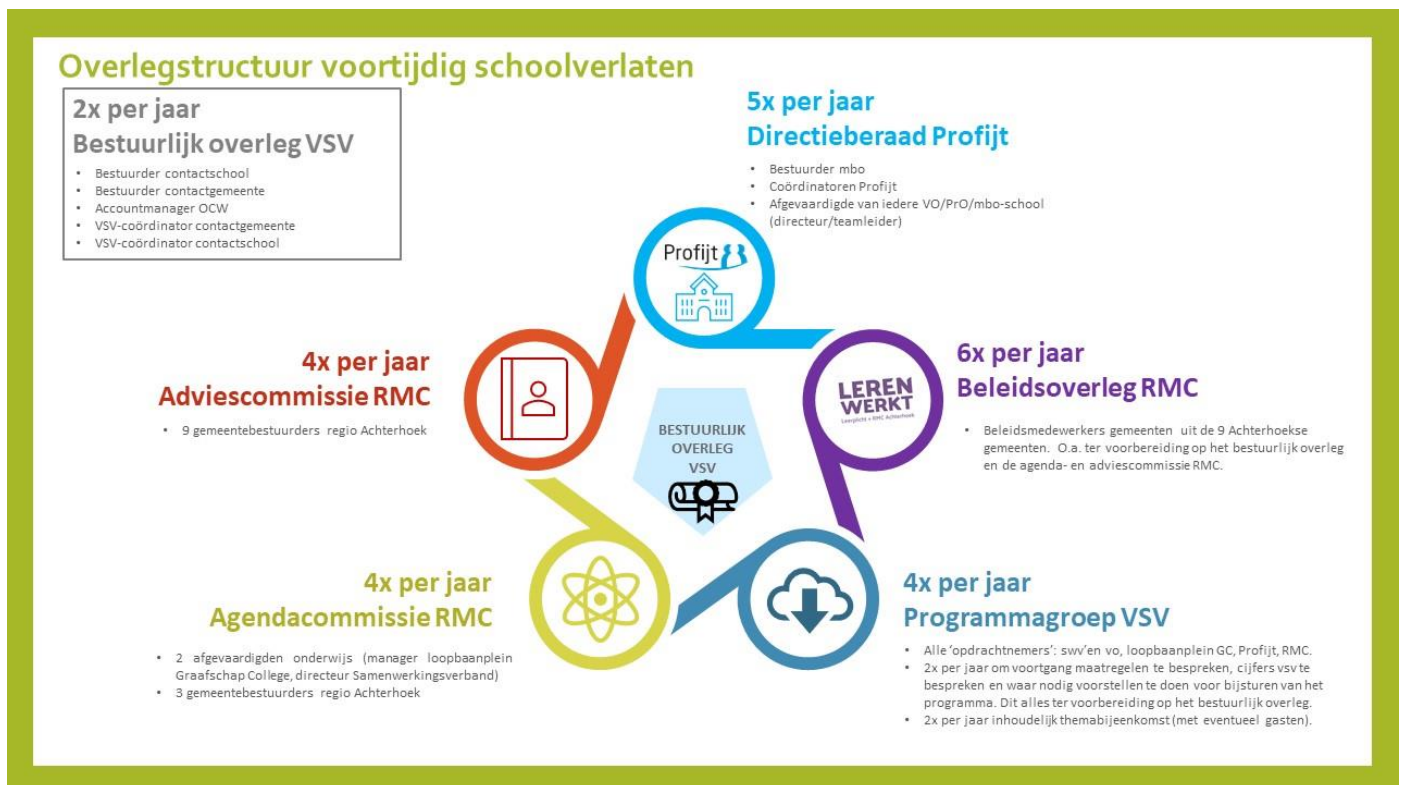 Overlegstructuur voortijdig schoolverlaten
2x per jaar
Bestuurlijk overleg VSV
• Bestuurder contactschool
• Bestuurder contactgemeente
• Accountmanager OCW
• VSV-coördinator contactgemeente
• VSV-coördinator contactschool
5x per jaar
Directieberaad Profijt
• Bestuurder mbo
• Coördinatoren Profijt
• Afgevaardigde van iedere VO/PrO/mbo-school
(directeur/teamleider)
Profijt
4x per jaar
Adviescommissie RMC
• 9 gemeentebestuurders regio Achterhoek
LEREN
WERKT
Leerplicht + RMC Achterhoek
6x per jaar
Beleidsoverleg RMC
• Beleidsmedewerkers gemeenten uit de 9 Achterhoekse
gemeenten. O.a. ter voorbereiding op het bestuurlijk overleg
en de agenda- en adviescommissie RMC.
BESTUURLIJK
OVERLEG
VSV
4x per jaar
Agendacommissie RMC
• 2 afgevaardigden onderwijs (manager loopbaanplein
Graafschap College, directeur Samenwerkingsverband)
• 3 gemeentebestuurders regio Achterhoek
4x per jaar
Programmagroep VSV
• Alle ‘opdrachtnemers’: swv’en vo, loopbaanplein GC, Profijt, RMC.
• 2x per jaar om voortgang maatregelen te bespreken, cijfers vsv te
bespreken en waar nodig voorstellen te doen voor bijsturen van het
programma. Dit alles ter voorbereiding op het bestuurlijk overleg.
• 2x per jaar inhoudelijk themabijeenkomst (met eventueel gasten).